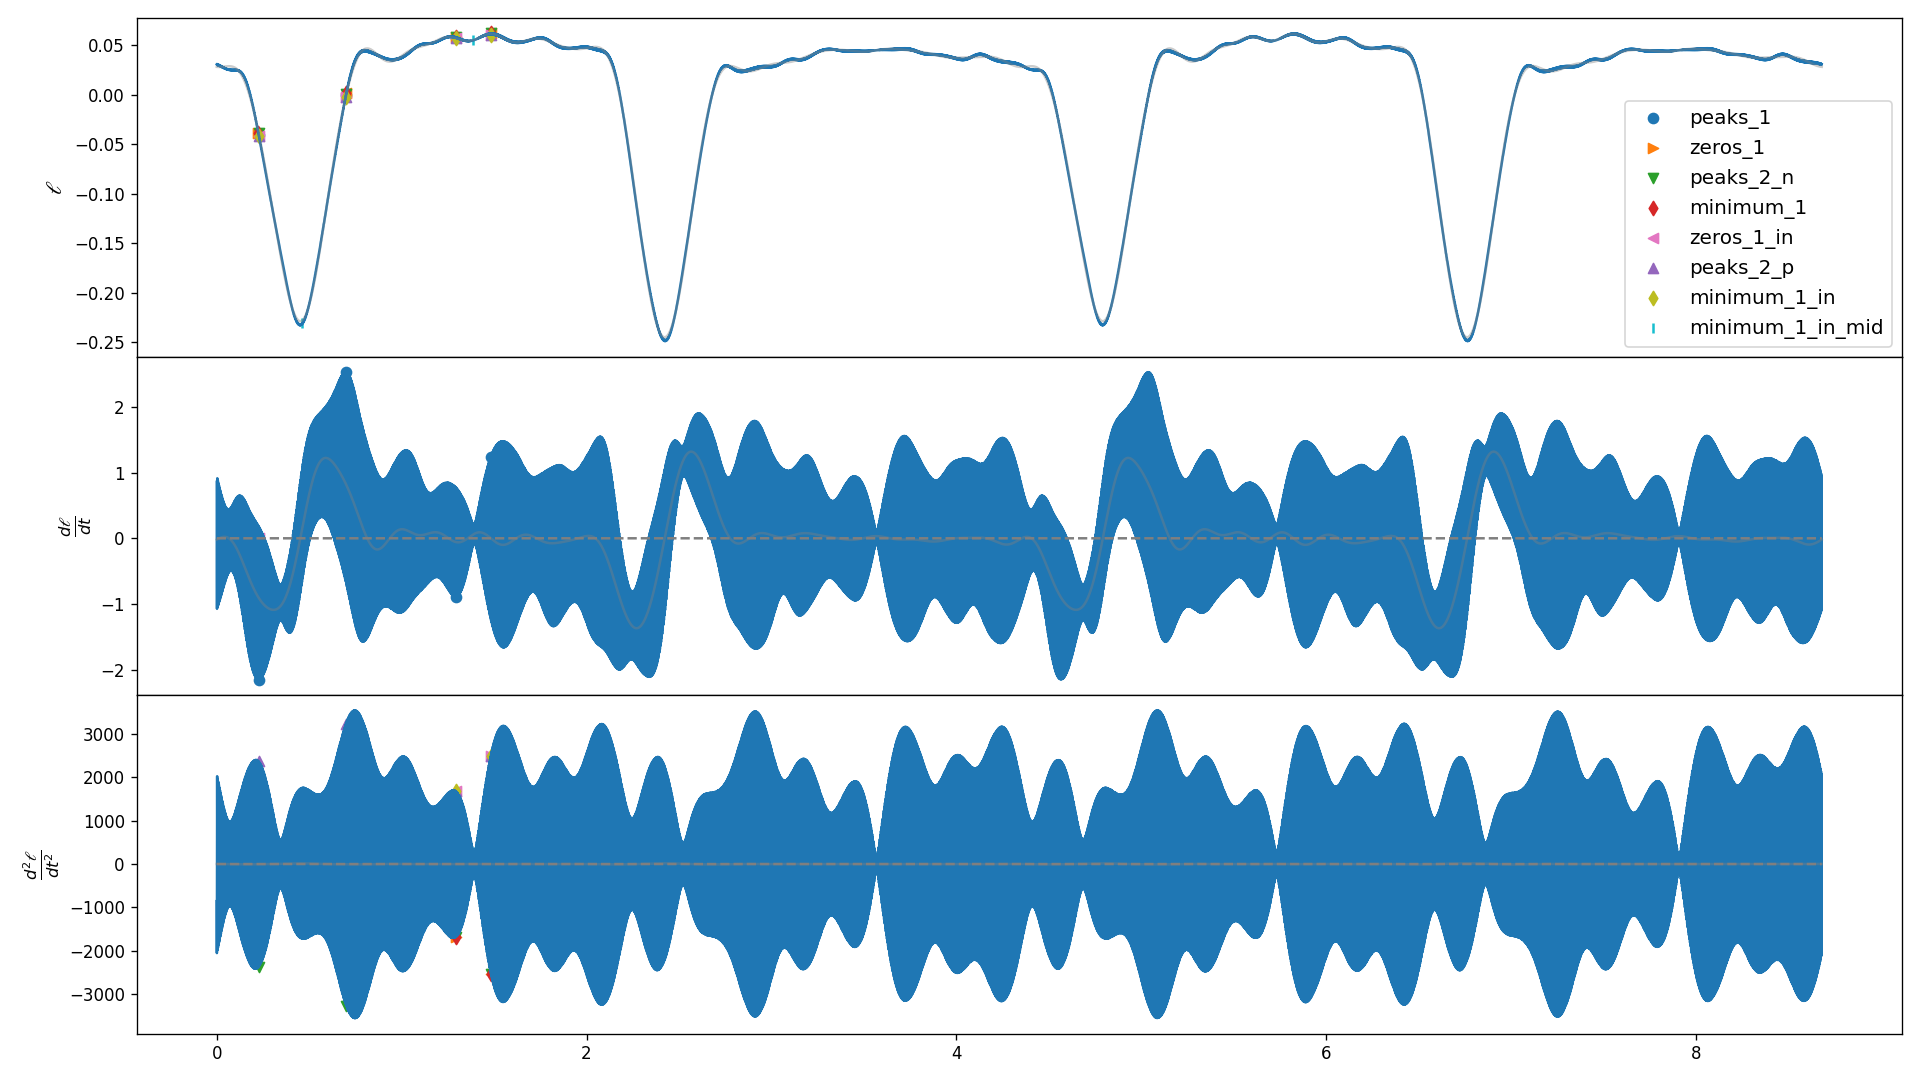 0.05
0.00
−0.05
−0.10
−0.15
−0.20
−0.25
ℓ
peaks_1
zeros_1
peaks_2_n
minimum_1
zeros_1_in
peaks_2_p
minimum_1_in
minimum_1_in_mid
2
1
0
−1
−2
dℓ
dt
3000
2000
1000
0
−1000
−2000
−3000
d²ℓ
dt²
0 2 4 6 8